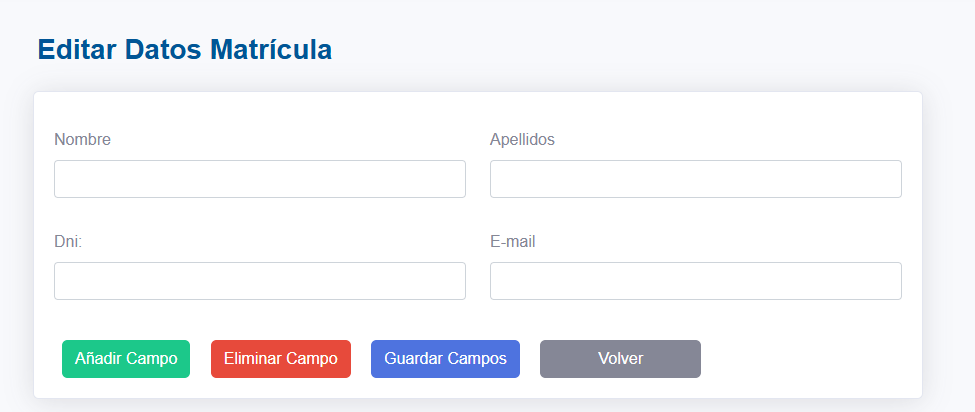 Editar Datos Matrícula
Nombre Apellidos
Dni: E-mail
Añadir Campo Eliminar Campo Guardar Campos Volver